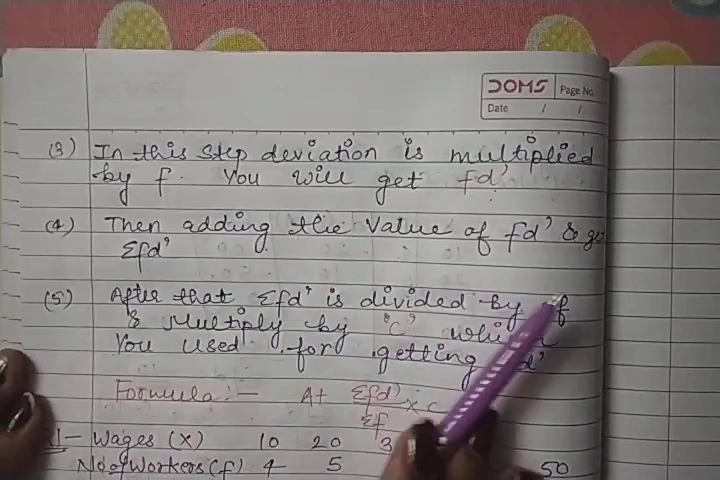 DOMS Page No.
Date / /
(3) In this step deviation is multiplied
by f. You will get fd'
(4) Then adding the value of fd' & get
Σfd'
(5) After that Σfd' is divided by f
& Multiply by "C"
You used for getting d'
Formula :- A+ Σfd'/Σf × c
Wages (X) 10 20 3
No of Workers (f) 4 5 50